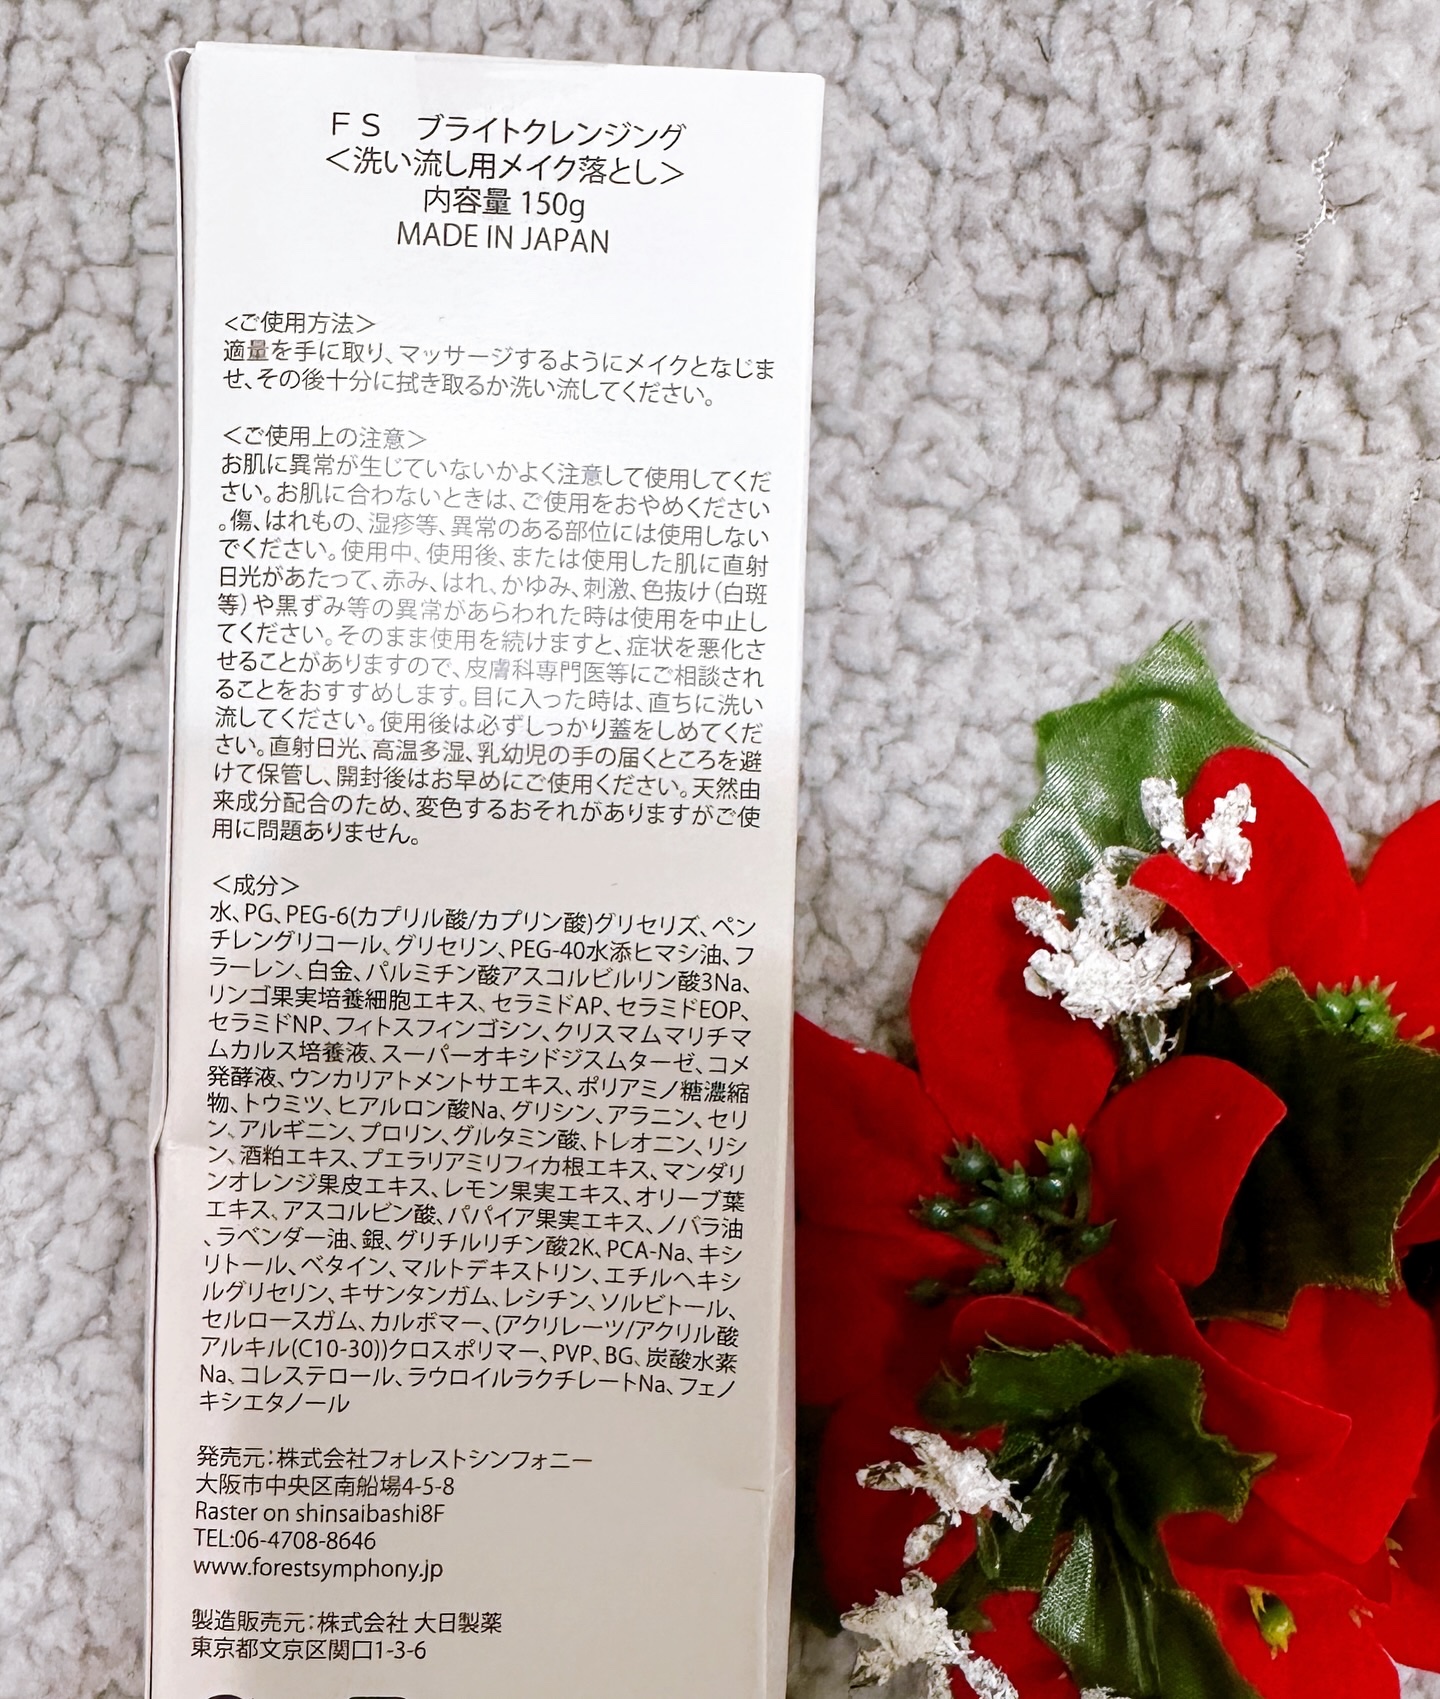 ＦＳ　ブライトクレンジング
＜洗い流し用メイク落とし＞
内容量 150g
MADE IN JAPAN
＜ご使用方法＞
適量を手に取り、マッサージするようにメイクとなじま
せ、その後十分に拭き取るか洗い流してください。
＜ご使用上の注意＞
お肌に異常が生じていないかよく注意して使用してくだ
さい。お肌に合わないときは、ご使用をおやめください
。傷、はれもの、湿疹等、異常のある部位には使用しない
でください。使用中、使用後、または使用した肌に直射
日光があたって、赤み、はれ、かゆみ、刺激、色抜け（白斑
等）や黒ずみ等の異常があらわれた時は使用を中止し
てください。そのまま使用を続けますと、症状を悪化さ
せることがありますので、皮膚科専門医等にご相談され
ることをおすすめします。目に入った時は、直ちに洗い
流してください。使用後は必ずしっかり蓋をしめてくだ
さい。直射日光、高温多湿、乳幼児の手の届くところを避
けて保管し、開封後はお早めにご使用ください。天然由
来成分配合のため、変色するおそれがありますがご使
用に問題ありません。
＜成分＞
水、PG、PEG-6(カプリル酸/カプリン酸)グリセリズ、ペン
チレングリコール、グリセリン、PEG-40水添ヒマシ油、フ
ラーレン、白金、パルミチン酸アスコルビルリン酸3Na、
リンゴ果実培養細胞エキス、セラミドAP、セラミドEOP、
セラミドNP、フィトスフィンゴシン、クリスマムマリチマ
ムカルス培養液、スーパーオキシドジスムターゼ、コメ
発酵液、ウンカリアトメントサエキス、ポリアミノ糖濃縮
物、トウミツ、ヒアルロン酸Na、グリシン、アラニン、セリ
ン、アルギニン、プロリン、グルタミン酸、トレオニン、リシ
ン、酒粕エキス、プエラリアミリフィカ根エキス、マンダリ
ンオレンジ果皮エキス、レモン果実エキス、オリーブ葉
エキス、アスコルビン酸、パパイア果実エキス、ノバラ油
、ラベンダー油、銀、グリチルリチン酸2K、PCA-Na、キシ
リトール、ベタイン、マルトデキストリン、エチルヘキシ
ルグリセリン、キサンタンガム、レシチン、ソルビトール、
セルロースガム、カルボマー、(アクリレーツ/アクリル酸
アルキル(C10-30))クロスポリマー、PVP、BG、炭酸水素
Na、コレステロール、ラウロイルラクチレートNa、フェノ
キシエタノール
発売元：株式会社フォレストシンフォニー
大阪市中央区南船場4-5-8
Raster on shinsaibashi8F
TEL:06-4708-8646
www.forestsymphony.jp
製造販売元：株式会社 大日製薬
東京都文京区関口1-3-6